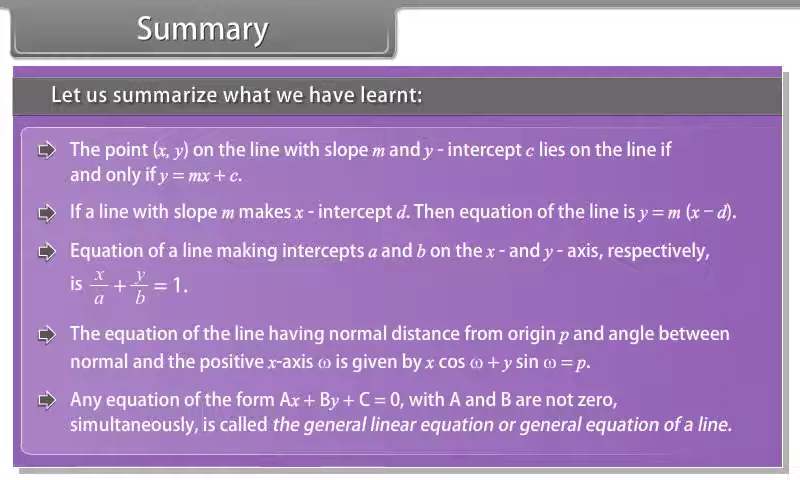 Summary
Let us summarize what we have learnt:
The point (x, y) on the line with slope m and y - intercept c lies on the line if
and only if y = mx + c.
If a line with slope m makes x - intercept d. Then equation of the line is y = m (x − d).
Equation of a line making intercepts a and b on the x - and y - axis, respectively,
is x/a + y/b = 1.
The equation of the line having normal distance from origin p and angle between
normal and the positive x-axis ω is given by x cos ω + y sin ω = p.
Any equation of the form Ax + By + C = 0, with A and B are not zero,
simultaneously, is called the general linear equation or general equation of a line.